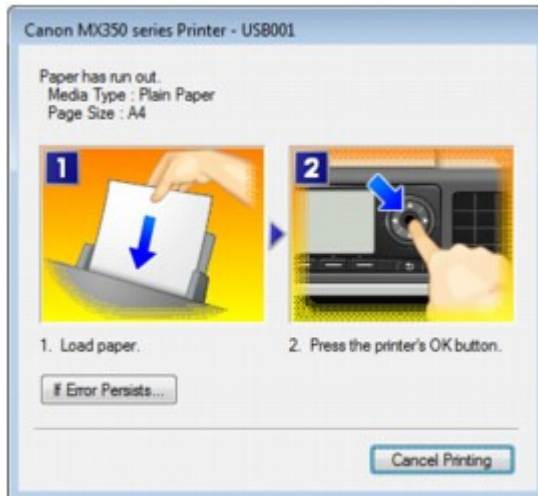 Canon MX350 series Printer - USB001
Paper has run out.
Media Type : Plain Paper
Page Size : A4
1
2
1. Load paper.
2. Press the printer's OK button.
If Error Persists...
Cancel Printing